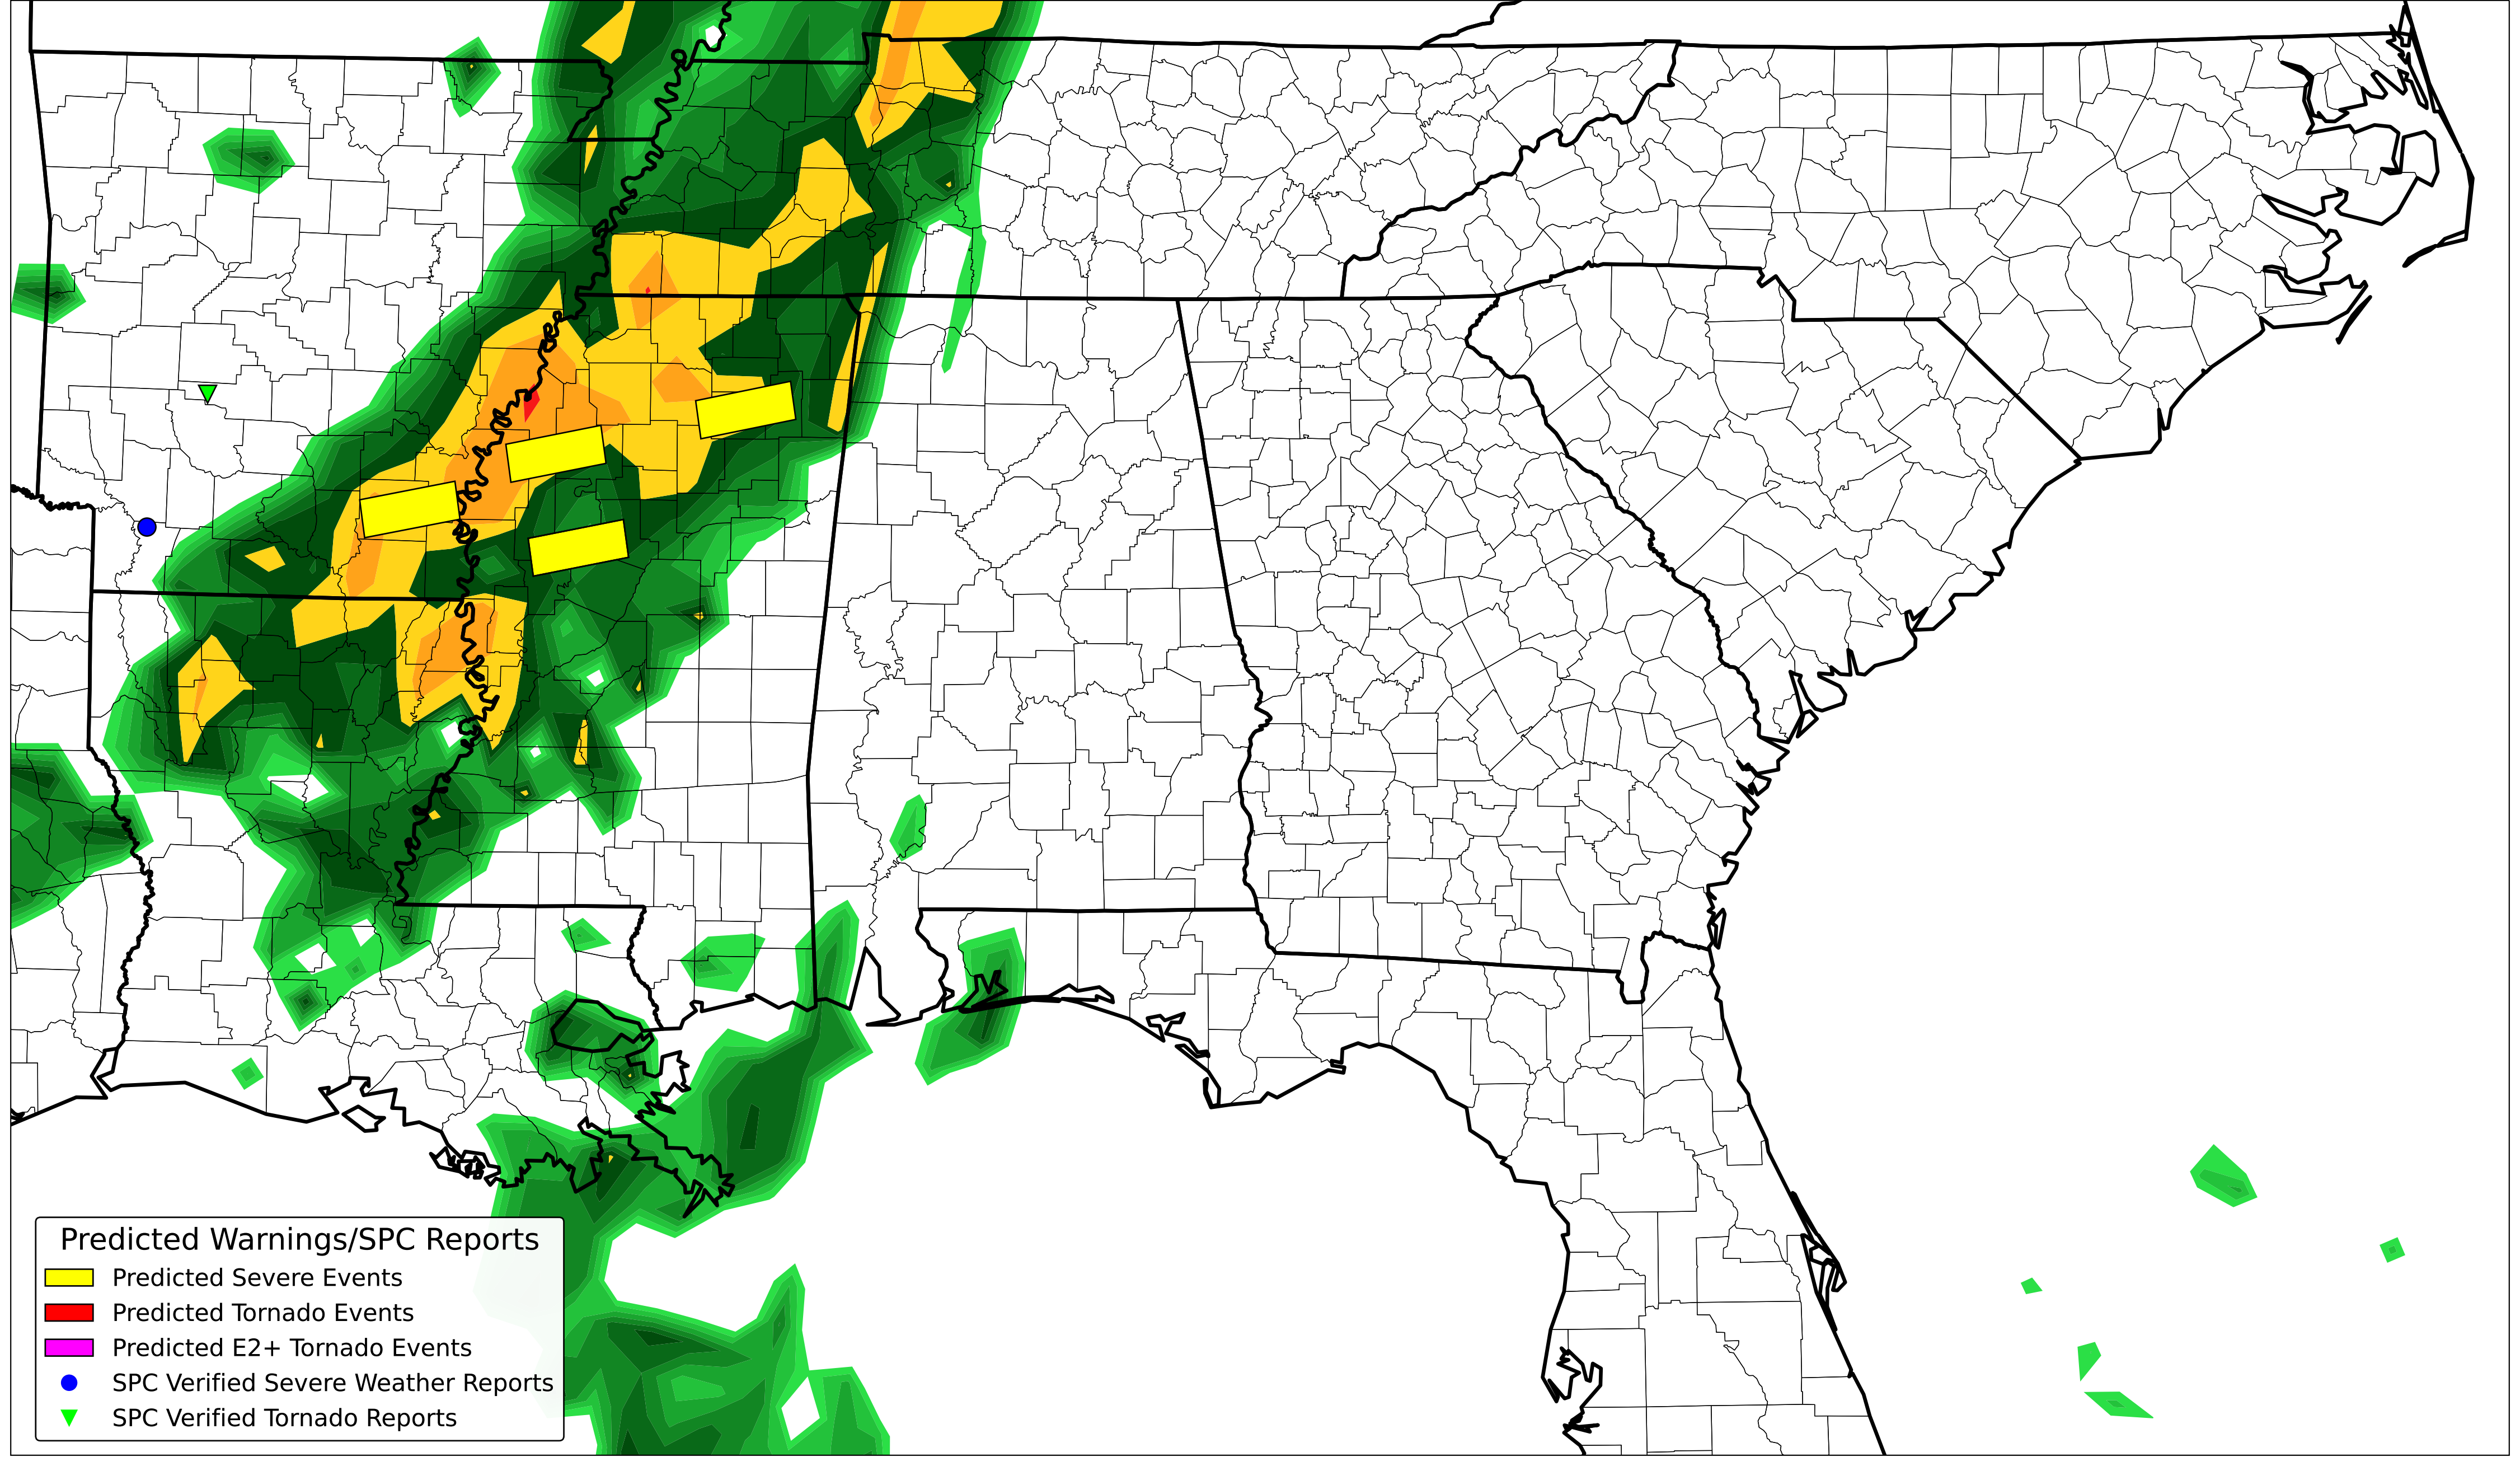 Predicted Warnings/SPC Reports
Predicted Severe Events
Predicted Tornado Events
Predicted E2+ Tornado Events
SPC Verified Severe Weather Reports
SPC Verified Tornado Reports